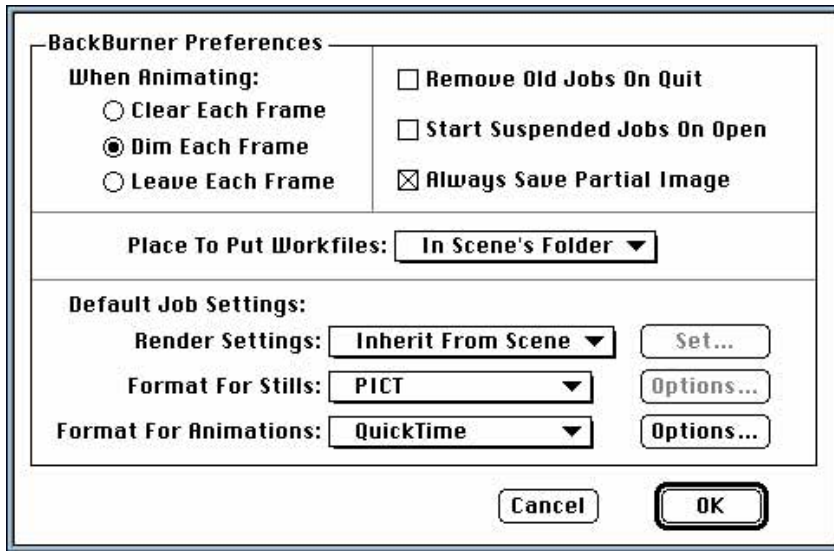 BackBurner Preferences
When Animating:
Clear Each Frame
Dim Each Frame
Leave Each Frame
Remove Old Jobs On Quit
Start Suspended Jobs On Open
Always Save Partial Image
Place To Put Workfiles: In Scene's Folder
Default Job Settings:
Render Settings: Inherit From Scene Set...
Format For Stills: PICT Options...
Format For Animations: QuickTime Options...
Cancel OK